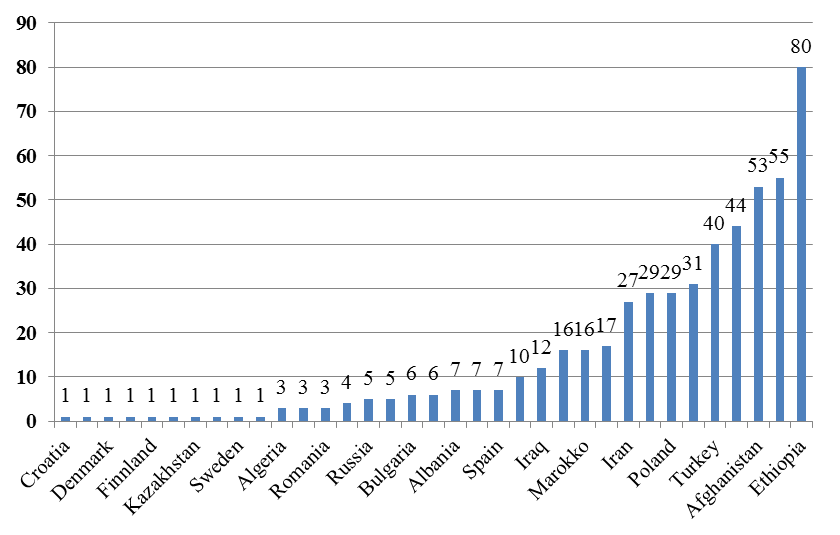 90
80
70
60
50
40
30
20
10
0
1 1 1 1 1 1 1 1 1 1 3 3 3 4 5 5 6 6 7 7 7 10 12 16 16 17 27 29 29 31 40 44 53 55 80
Croatia
Denmark
Finnland
Kazakhstan
Sweden
Algeria
Romania
Russia
Bulgaria
Albania
Spain
Iraq
Marokko
Iran
Poland
Turkey
Afghanistan
Ethiopia